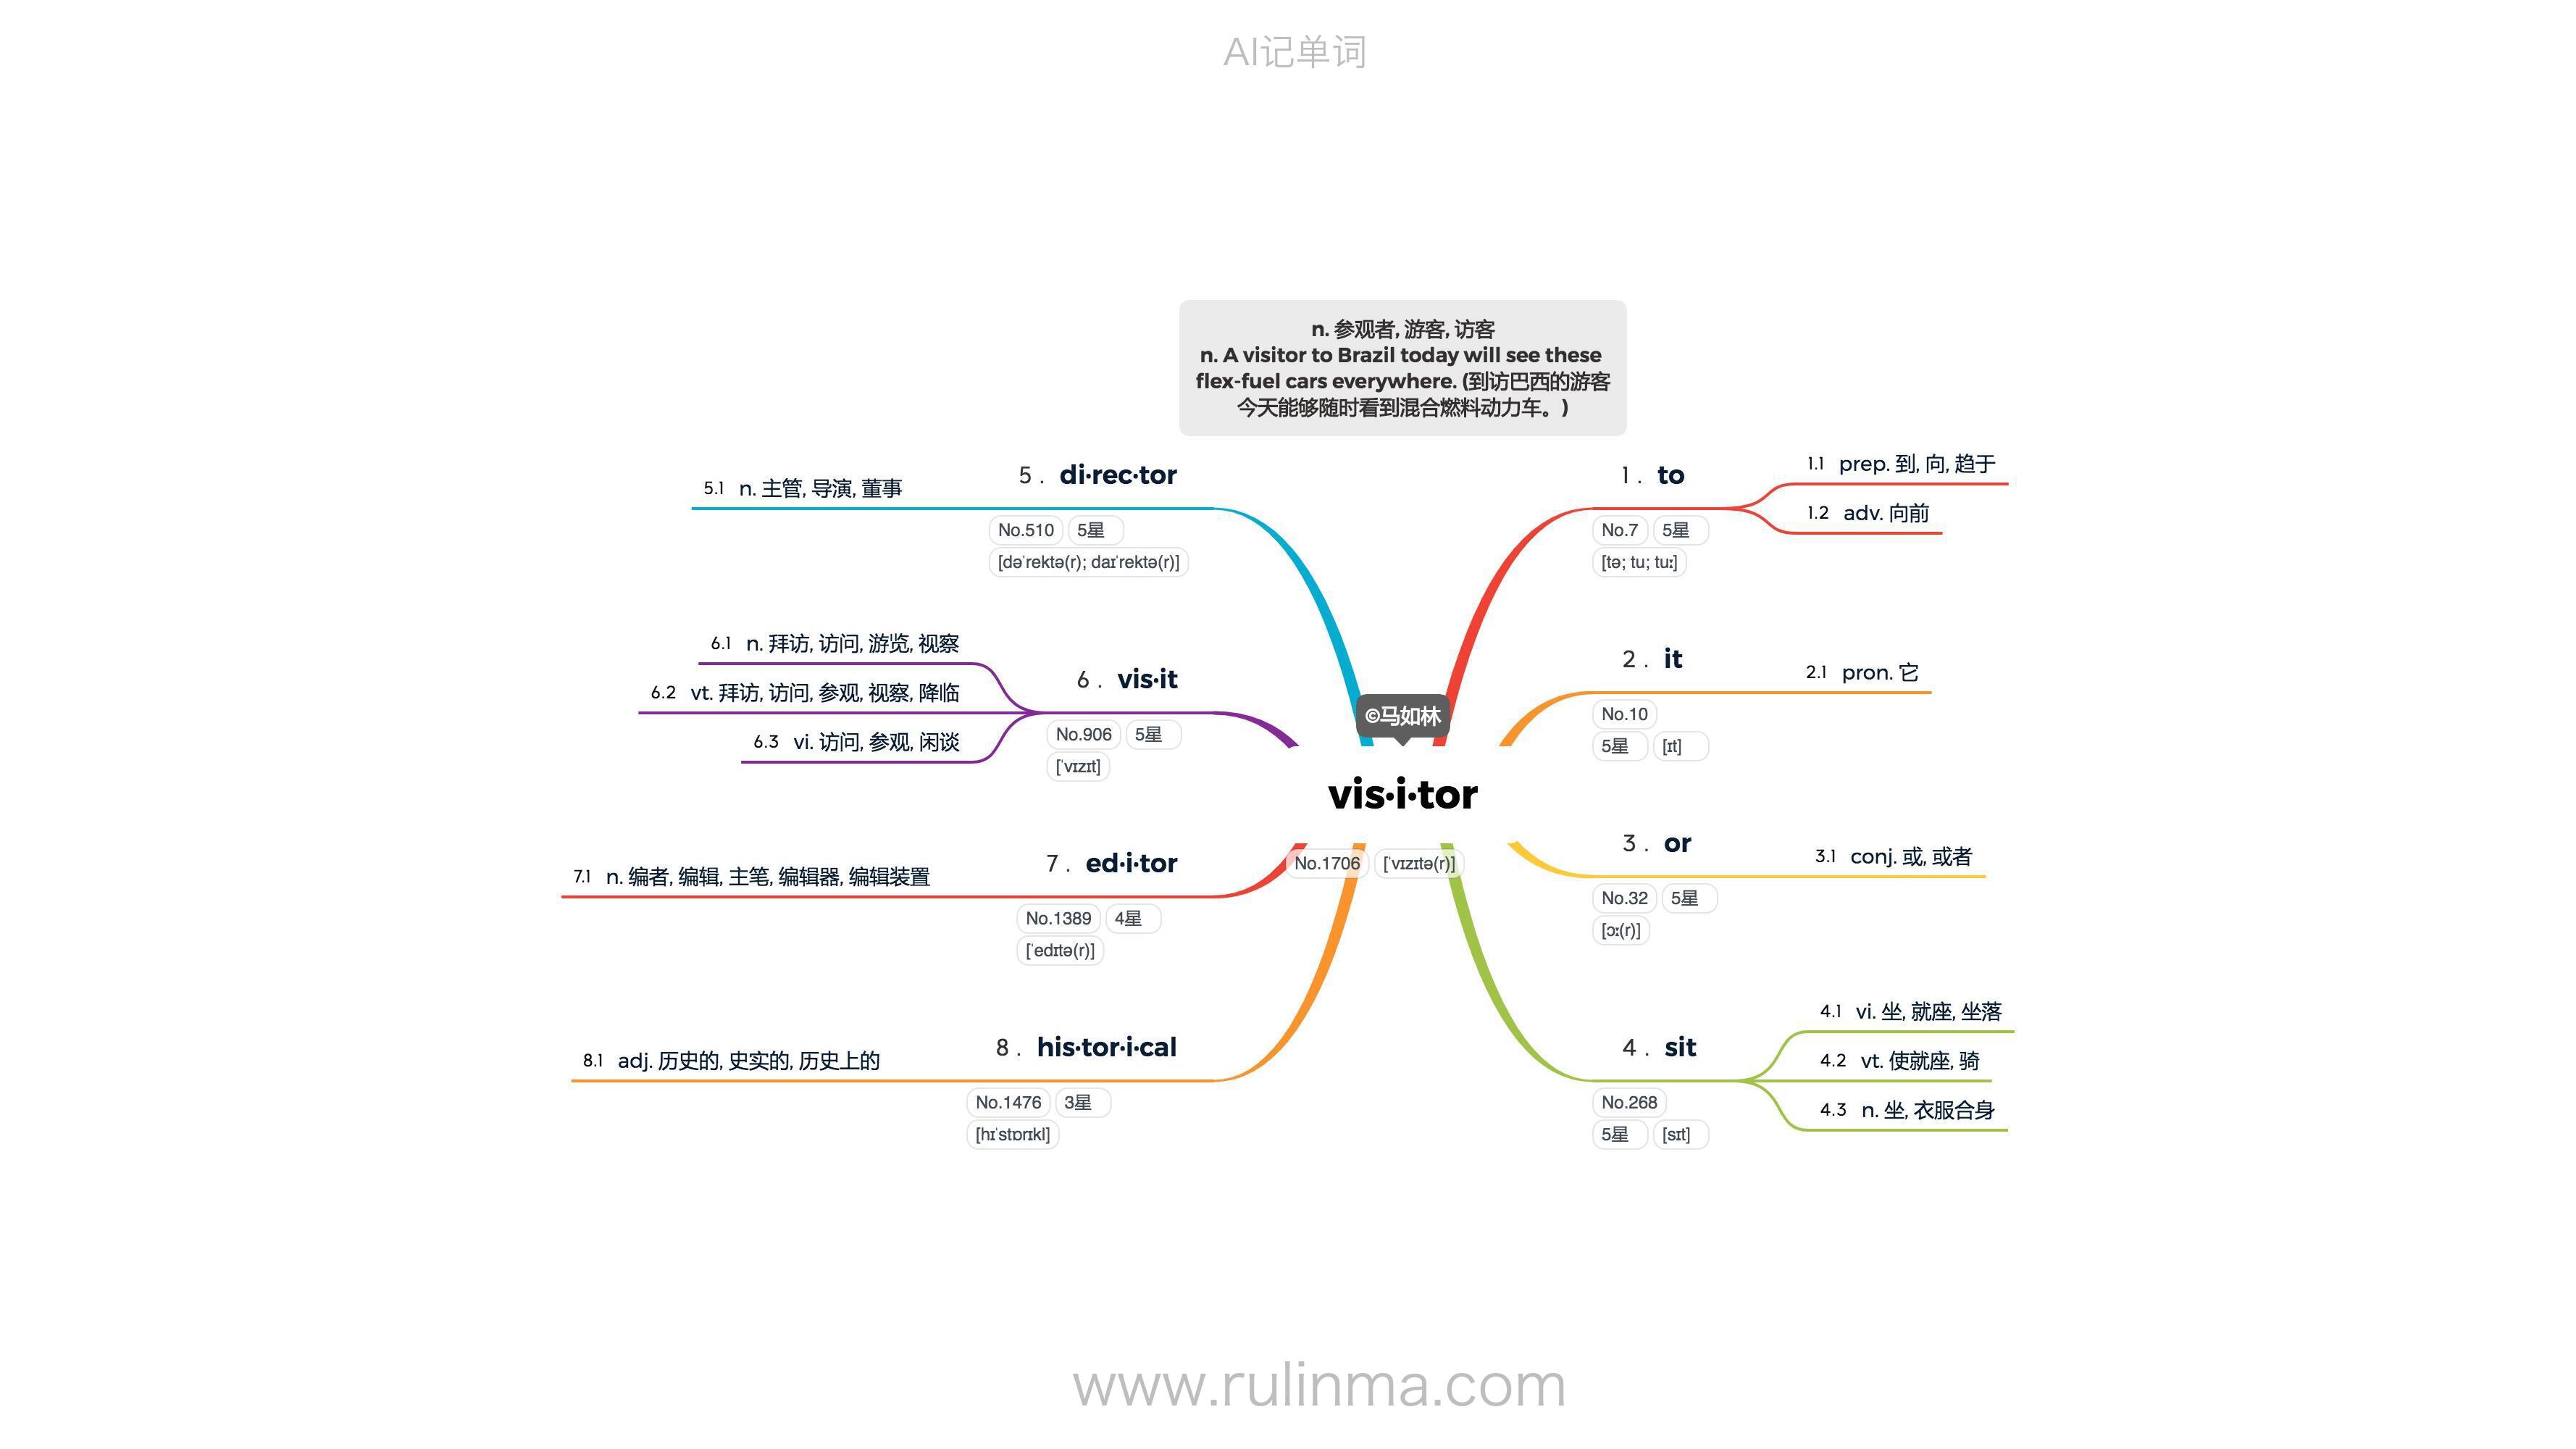 AI记单词
n. 参观者, 游客, 访客
n. A visitor to Brazil today will see these
flex-fuel cars everywhere. (到访巴西的游客
今天能够随时看到混合燃料动力车。)
©马如林
vis·i·tor
No.1706 [ˈvɪzɪtə(r)]
1. to
No.7 5星
[tə; tu; tuː]
1.1 prep. 到, 向, 趋于
1.2 adv. 向前
2. it
No.10
5星 [ɪt]
2.1 pron. 它
3. or
No.32 5星
[ɔː(r)]
3.1 conj. 或, 或者
4. sit
No.268
5星 [sɪt]
4.1 vi. 坐, 就座, 坐落
4.2 vt. 使就座, 骑
4.3 n. 坐, 衣服合身
5. di·rec·tor
No.510 5星
[dəˈrektə(r); daɪˈrektə(r)]
5.1 n. 主管, 导演, 董事
6. vis·it
No.906 5星
[ˈvɪzɪt]
6.1 n. 拜访, 访问, 游览, 视察
6.2 vt. 拜访, 访问, 参观, 视察, 降临
6.3 vi. 访问, 参观, 闲谈
7. ed·i·tor
No.1389 4星
[ˈedɪtə(r)]
7.1 n. 编者, 编辑, 主笔, 编辑器, 编辑装置
8. his·tor·i·cal
No.1476 3星
[hɪˈstɒrɪkl]
8.1 adj. 历史的, 史实的, 历史上的
www.rulinma.com